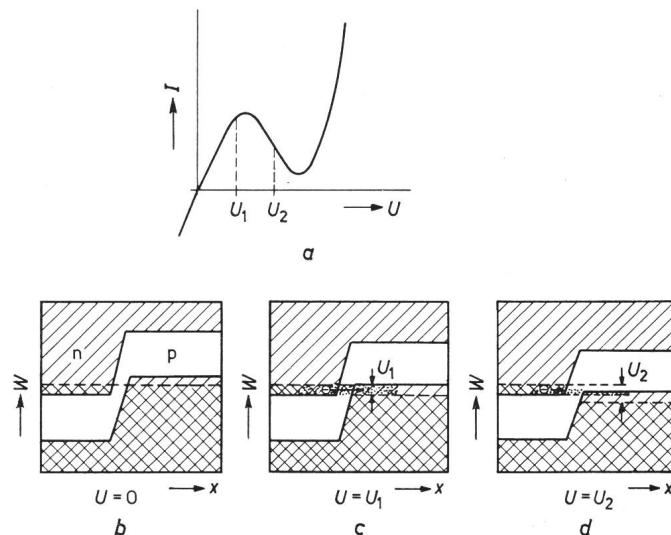 I
U₁ U₂ U
a
n p U₁ U₂
W W W
U = 0 x U = U₁ x U = U₂ x
b c d